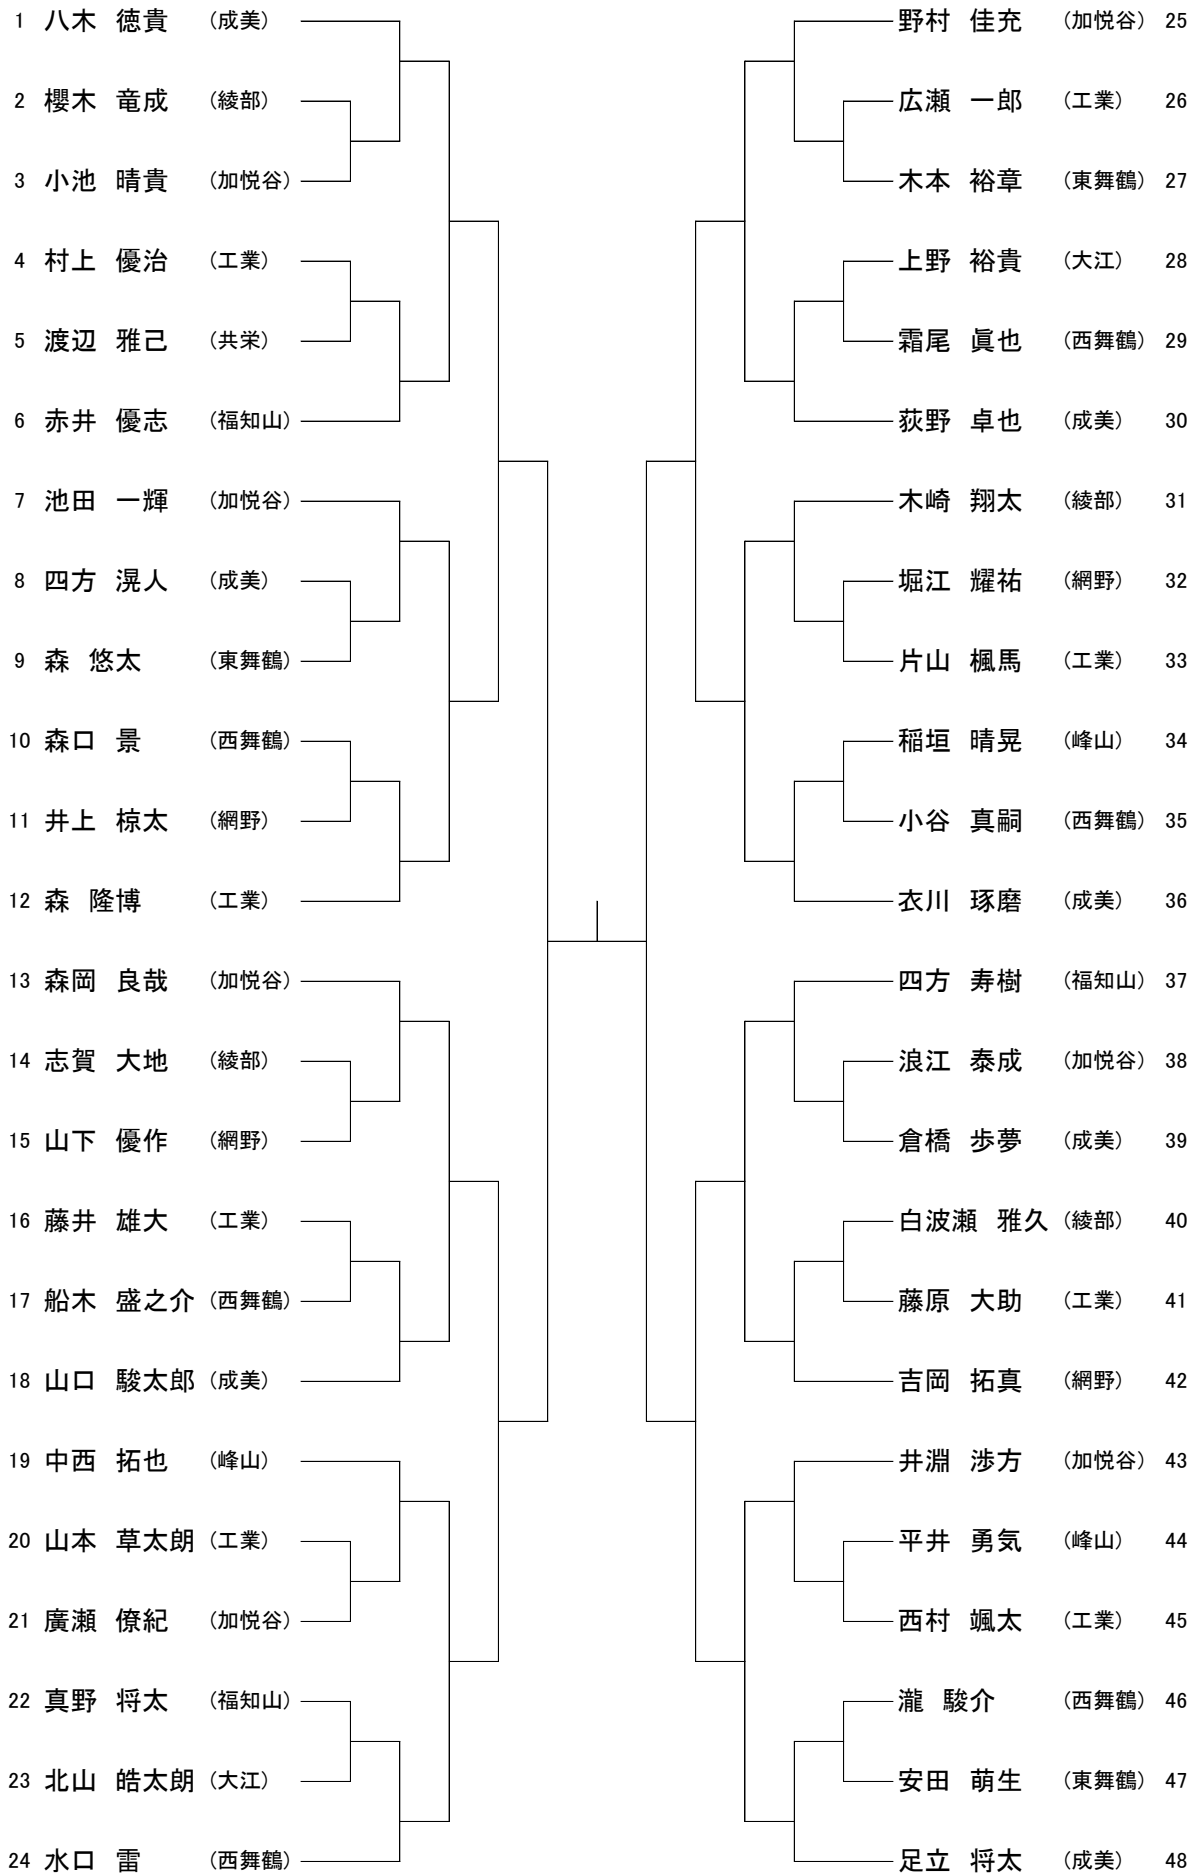 1 八木 徳貴 (成美)
2 櫻木 竜成 (綾部)
3 小池 晴貴 (加悦谷)
4 村上 優治 (工業)
5 渡辺 雅己 (共栄)
6 赤井 優志 (福知山)
7 池田 一輝 (加悦谷)
8 四方 滉人 (成美)
9 森 悠太 (東舞鶴)
10 森口 景 (西舞鶴)
11 井上 椋太 (網野)
12 森 隆博 (工業)
13 森岡 良哉 (加悦谷)
14 志賀 大地 (綾部)
15 山下 優作 (網野)
16 藤井 雄大 (工業)
17 船木 盛之介 (西舞鶴)
18 山口 駿太郎 (成美)
19 中西 拓也 (峰山)
20 山本 草太朗 (工業)
21 廣瀬 僚紀 (加悦谷)
22 真野 将太 (福知山)
23 北山 皓太朗 (大江)
24 水口 雷 (西舞鶴)
野村 佳充 (加悦谷) 25
広瀬 一郎 (工業) 26
木本 裕章 (東舞鶴) 27
上野 裕貴 (大江) 28
霜尾 眞也 (西舞鶴) 29
荻野 卓也 (成美) 30
木崎 翔太 (綾部) 31
堀江 耀祐 (網野) 32
片山 楓馬 (工業) 33
稲垣 晴晃 (峰山) 34
小谷 真嗣 (西舞鶴) 35
衣川 琢磨 (成美) 36
四方 寿樹 (福知山) 37
浪江 泰成 (加悦谷) 38
倉橋 歩夢 (成美) 39
白波瀬 雅久 (綾部) 40
藤原 大助 (工業) 41
吉岡 拓真 (網野) 42
井淵 渉方 (加悦谷) 43
平井 勇気 (峰山) 44
西村 颯太 (工業) 45
瀧 駿介 (西舞鶴) 46
安田 萌生 (東舞鶴) 47
足立 将太 (成美) 48